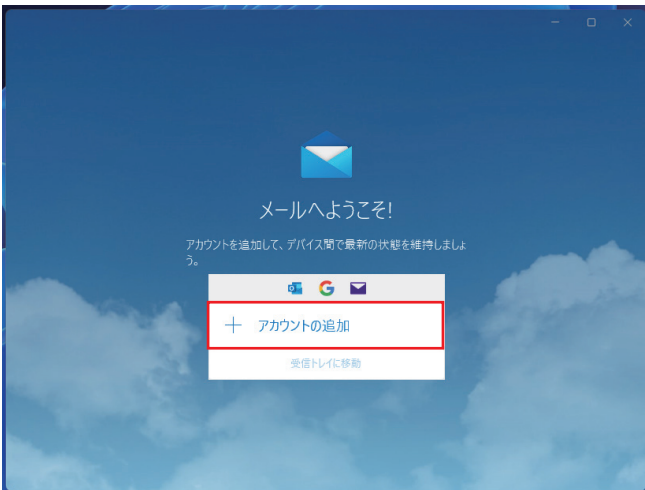 メールへようこそ!
アカウントを追加して、デバイス間で最新の状態を維持しましょ
う。
アカウントの追加
受信トレイに移動